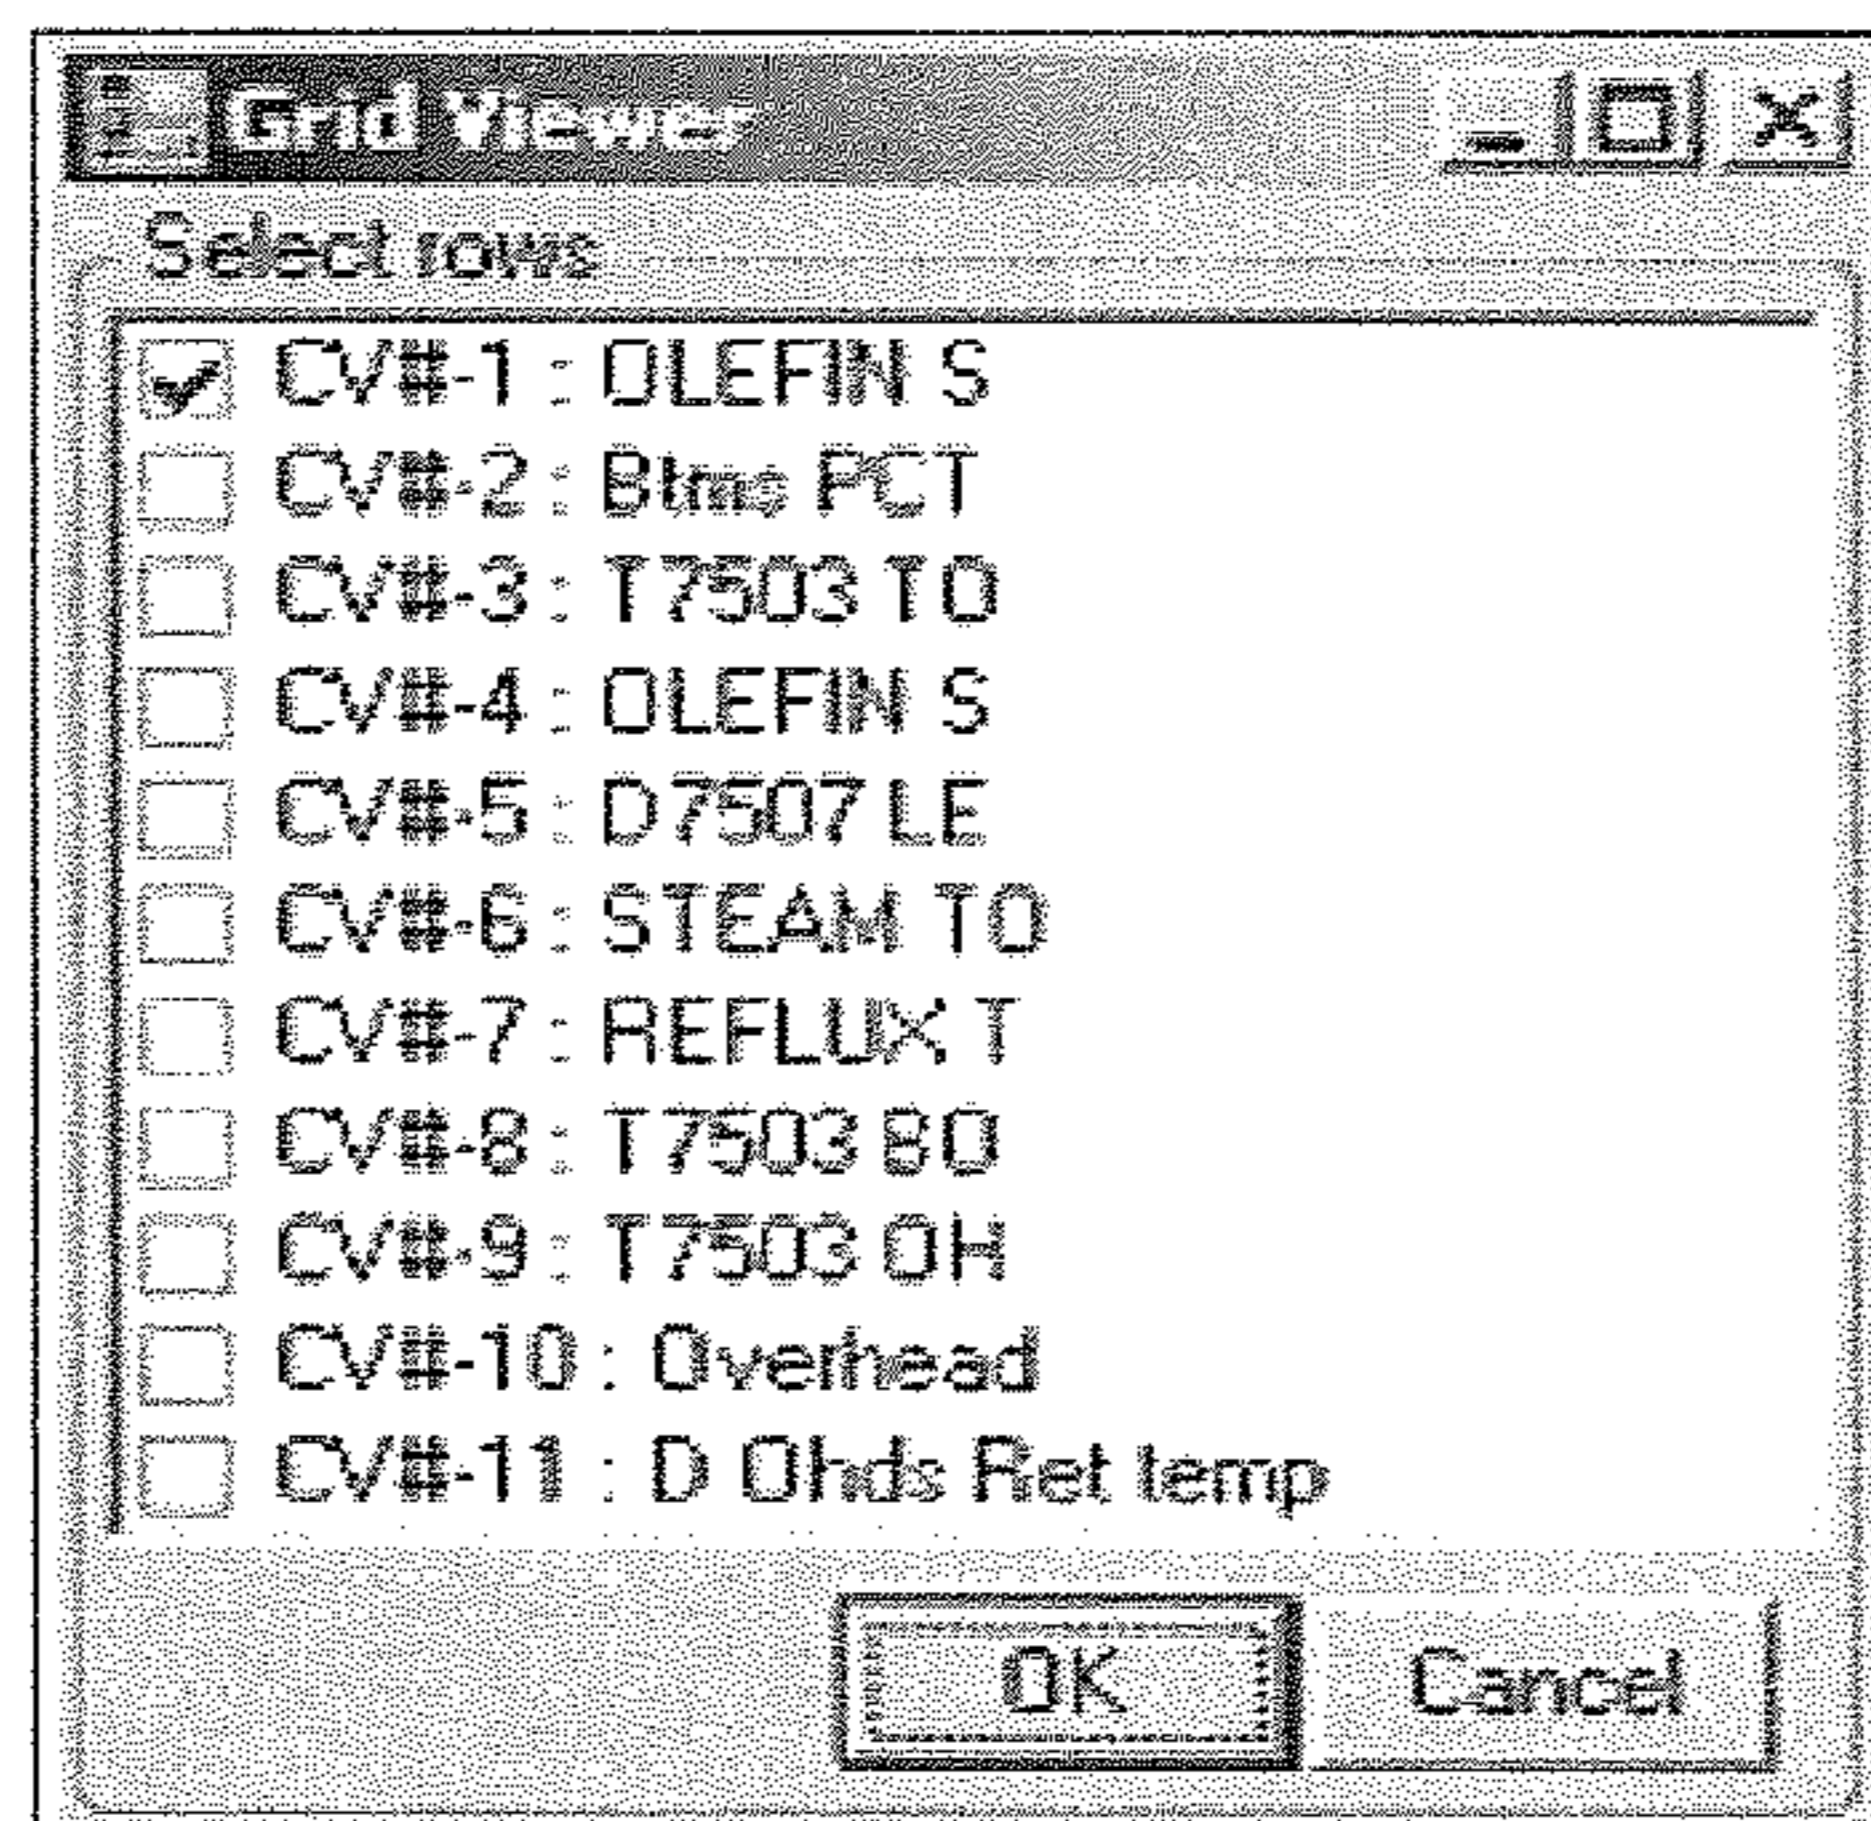 Grid Viewer
Select rows
CV#-1 : OLEFIN S
CV#-2 : Btms PCT
CV#-3 : T7503 TO
CV#-4 : OLEFIN S
CV#-5 : D7507 LE
CV#-6 : STEAM TO
CV#-7 : REFLUX T
CV#-8 : T7503 BO
CV#-9 : T7503 OH
CV#-10 : Overhead
CV#-11 : D Ohds Ret temp
OK Cancel